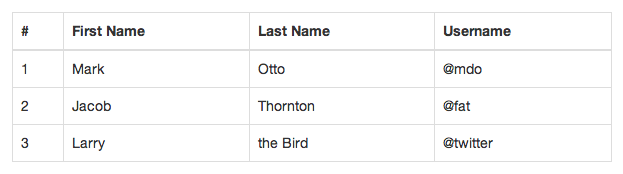 # First Name Last Name Username
1 Mark Otto @mdo
2 Jacob Thornton @fat
3 Larry the Bird @twitter